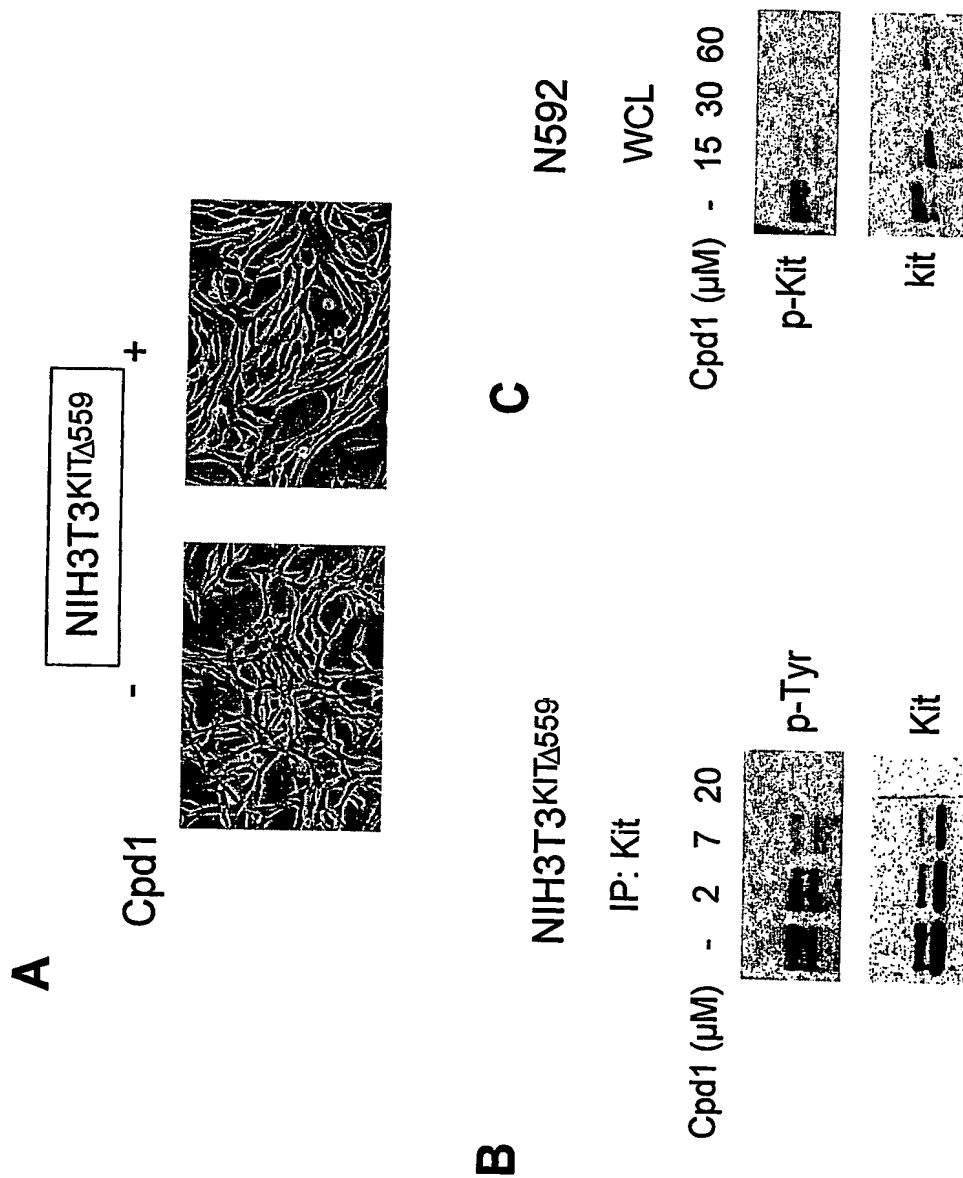 A
NIH3T3KITΔ559
Cpd1 - +
B
NIH3T3KITΔ559
IP: Kit
Cpd1 (µM) - 2 7 20
p-Tyr
Kit
C
N592
WCL
Cpd1 (µM) - 15 30 60
p-Kit
kit